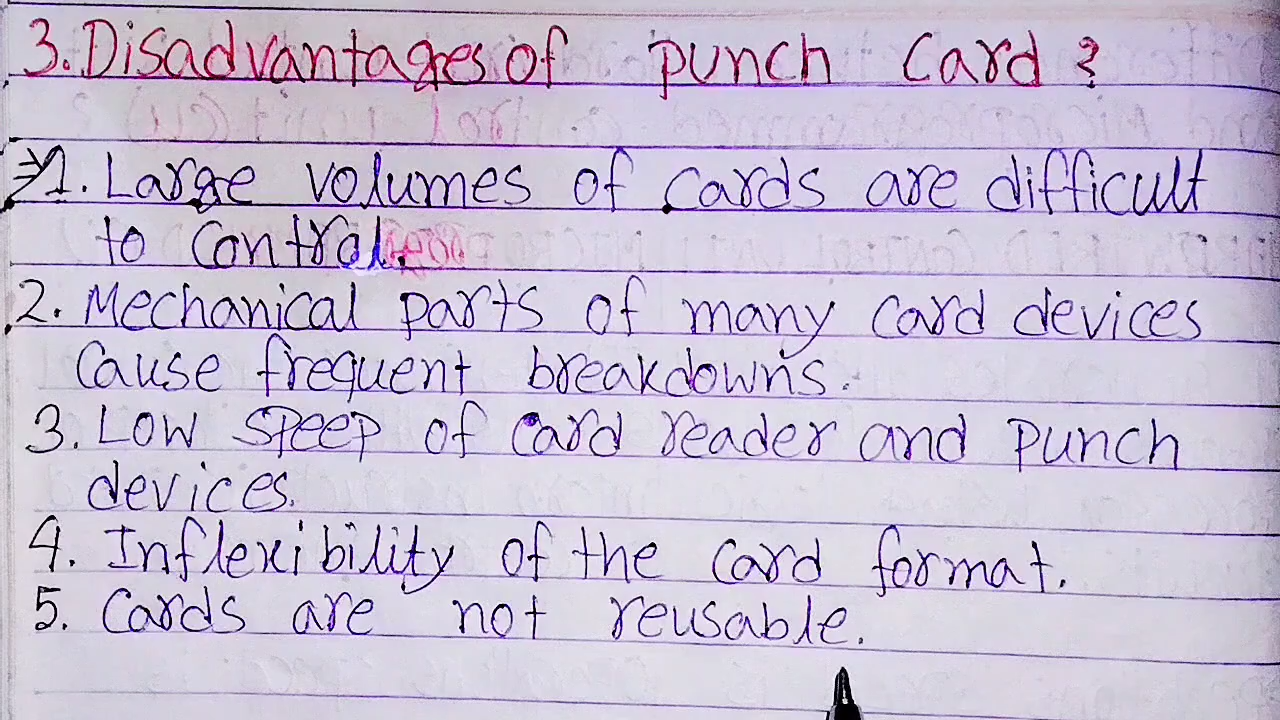 3. Disadvantages of punch card ?
⇒1. Large volumes of cards are difficult
to control.
2. Mechanical parts of many card devices
cause frequent breakdowns.
3. Low speep of card reader and punch
devices.
4. Inflexibility of the card format.
5. Cards are not reusable.